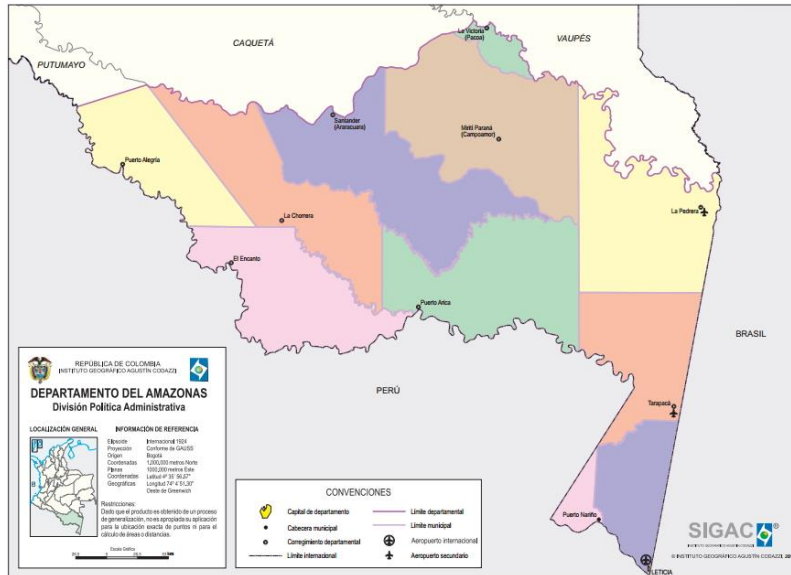 CAQUETÁ
PUTUMAYO
VAUPÉS
La Victoria
(Pacoa)
Santander
(Araracuara)
Mirití Paraná
(Campoamor)
Puerto Alegría
La Pedrera
La Chorrera
El Encanto
Puerto Arica
BRASIL
PERÚ
Tarapacá
Puerto Nariño
LETICIA
REPÚBLICA DE COLOMBIA
INSTITUTO GEOGRÁFICO AGUSTÍN CODAZZI
DEPARTAMENTO DEL AMAZONAS
División Política Administrativa
LOCALIZACIÓN GENERAL
INFORMACIÓN DE REFERENCIA
Elipsoide Internacional 1924
Proyección Conforme de GAUSS
Origen Bogotá
Coordenadas 1,000,000 metros Norte
Planas 1000,000 metros Este
Coordenadas
Geográficas
Oeste de Greenwich
Restricciones:
Dado que el producto es obtenido de un proceso
de generalización, no es apropiada su aplicación
para la ubicación exacta de puntos ni para el
cálculo de áreas o distancias.
Escala Gráfica
km
CONVENCIONES
Capital de departamento
Cabecera municipal
Corregimiento departamental
Límite internacional
Límite departamental
Límite municipal
Aeropuerto internacional
Aeropuerto secundario
SIGAC
© INSTITUTO GEOGRÁFICO AGUSTÍN CODAZZI,